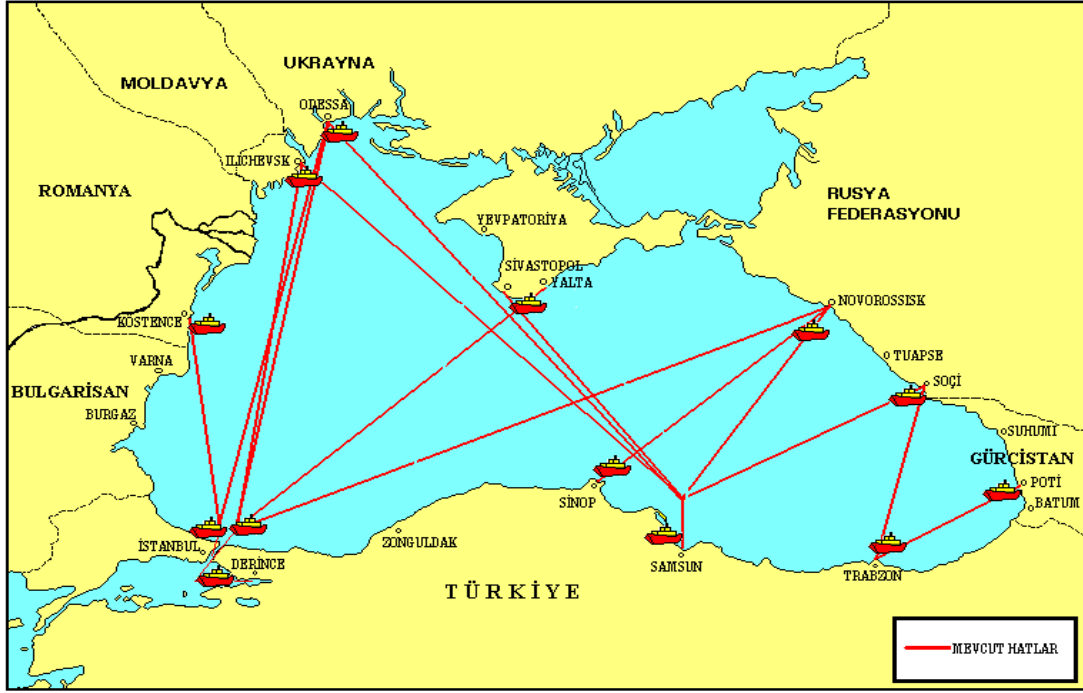 UKRAYNA
MOLDAVYA
ODESSA
ILICHEVSK
ROMANYA
RUSYA
FEDERASYONU
YEVPATORİYA
SİVASTOPOL
YALTA
NOVOROSSISK
KÖSTENCE
TUAPSE
VARNA
SOÇİ
BULGARİSAN
BURGAZ
SUHUMİ
GÜRCİSTAN
POTİ
SİNOP
BATUM
ZONGULDAK
İSTANBUL
SAMSUN
DERİNCE
TRABZON
TÜRKİYE
MEVCUT HATLAR